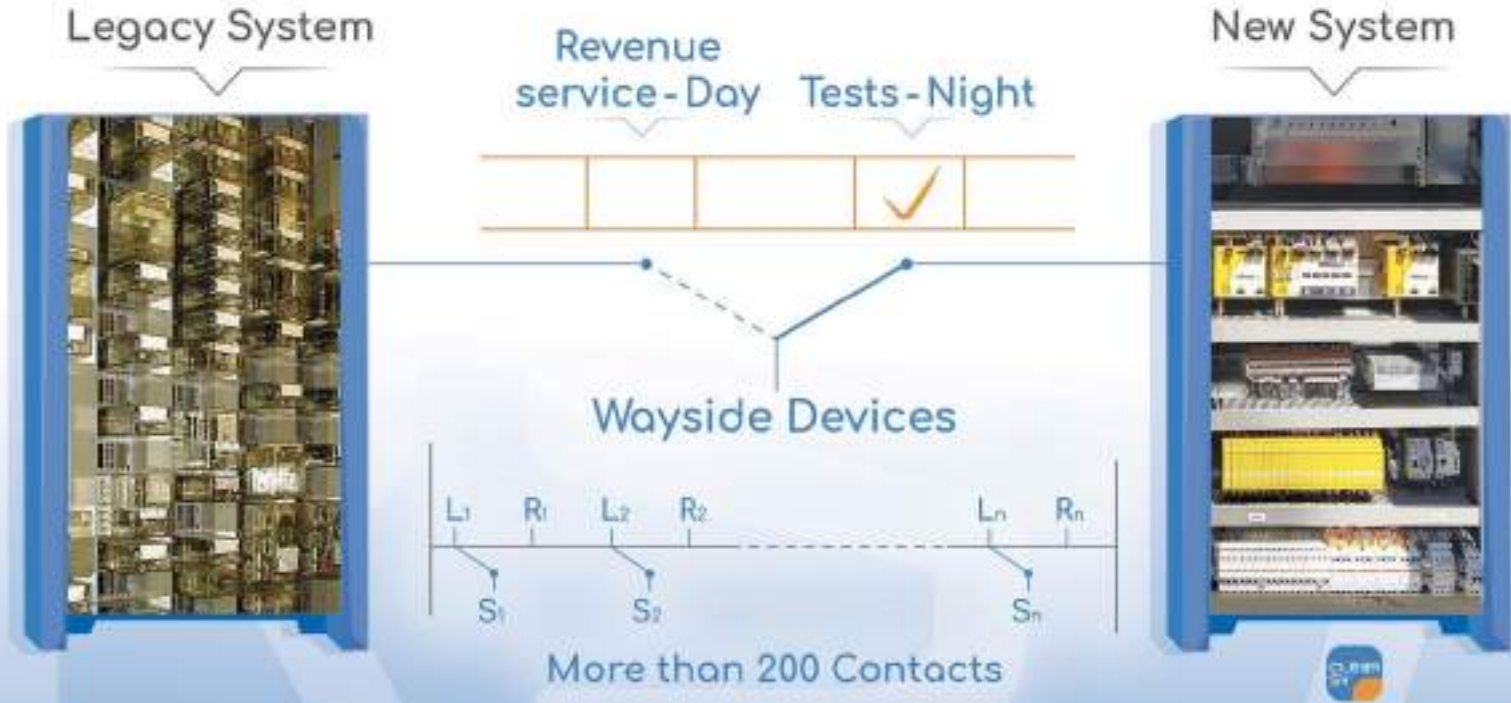 Legacy System
Revenue
service-Day
Tests-Night
New System
Wayside Devices
L₁ R₁ L₂ R₂ Lₙ Rₙ
S₁ S₂ Sₙ
More than 200 Contacts